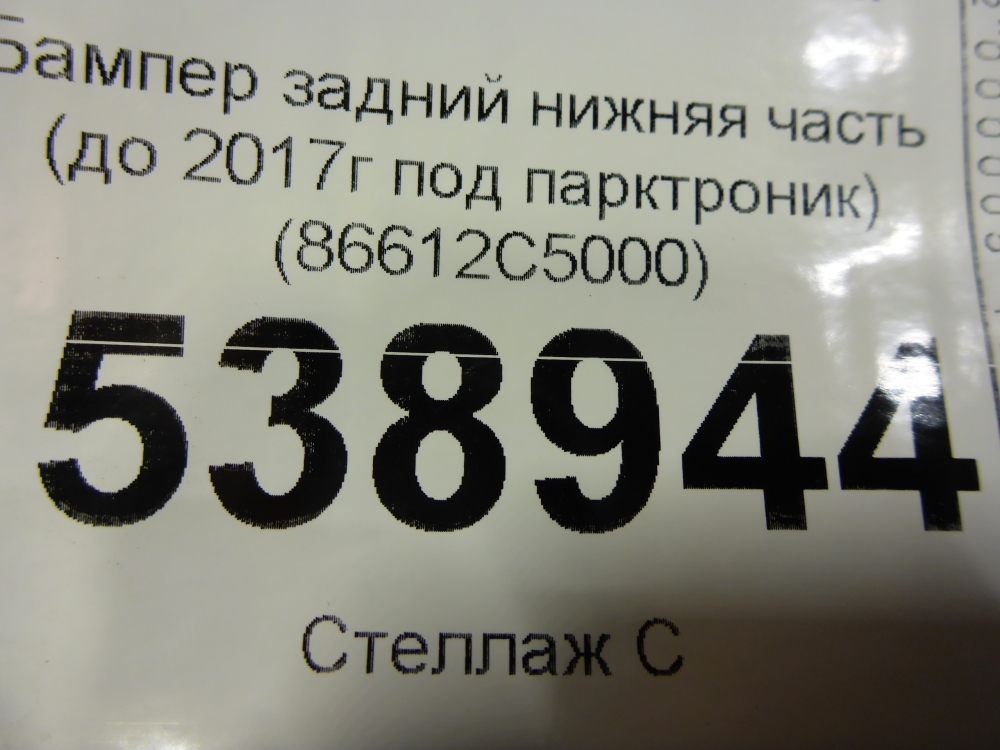 Бампер задний нижняя часть
(до 2017г под парктроник)
(86612C5000)
538944
Стеллаж С